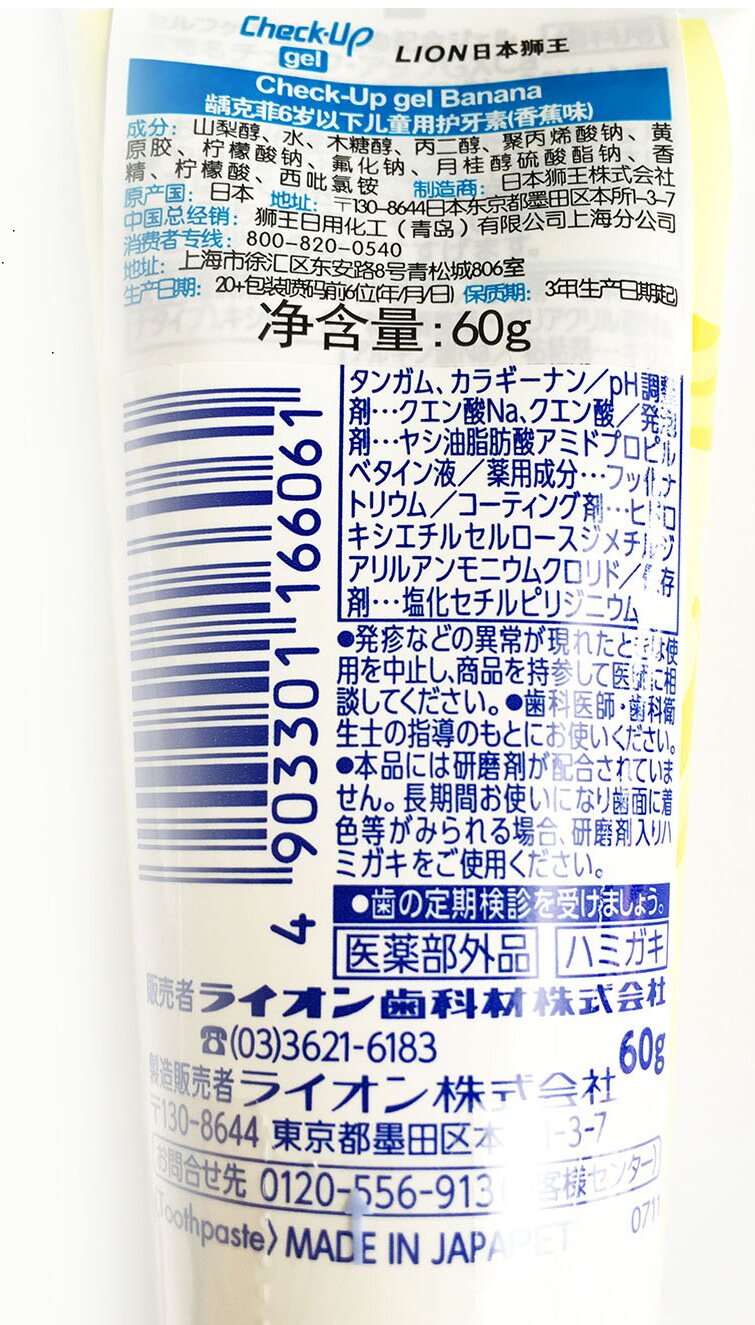 Check-Up
gel
LION日本狮王
Check-Up gel Banana
龋克菲6岁以下儿童用护牙素(香蕉味)
成分：山梨醇、水、木糖醇、丙二醇、聚丙烯酸钠、黄
原胶、柠檬酸钠、氟化钠、月桂醇硫酸酯钠、香
精、柠檬酸、西吡氯铵 制造商：日本狮王株式会社
原产国：日本 地址：〒130-8644日本东京都墨田区本所1-3-7
中国总经销：狮王日用化工（青岛）有限公司上海分公司
消费者专线：800-820-0540
地址：上海市徐汇区东安路8号青松城806室
生产日期：20+包装喷码前6位(年/月/日) 保质期：3年(生产日期起)
净含量:60g
タンガム、カラギーナン／pH調整
剤…クエン酸Na、クエン酸／発泡
剤…ヤシ油脂肪酸アミドプロピル
ベタイン液／薬用成分…フッ化ナ
トリウム／コーティング剤…ヒドロ
キシエチルセルロースジメチルジ
アリルアンモニウムクロリド／保存
剤…塩化セチルピリジニウム
●発疹などの異常が現れたときは使
用を中止し、商品を持参して医師に相
談してください。●歯科医師・歯科衛
生士の指導のもとにお使いください。
●本品には研磨剤が配合されていま
せん。長期間お使いになり歯面に着
色等がみられる場合、研磨剤入りハ
ミガキをご使用ください。
●歯の定期検診を受けましょう。
医薬部外品 ハミガキ
4 903301 166061
販売者 ライオン歯科材株式会社
☎(03)3621-6183
60g
製造販売者 ライオン株式会社
〒130-8644 東京都墨田区本 1-3-7
お問合せ先 0120-556-913 客様センター)
(Toothpaste) MADE IN JAPAN
0711